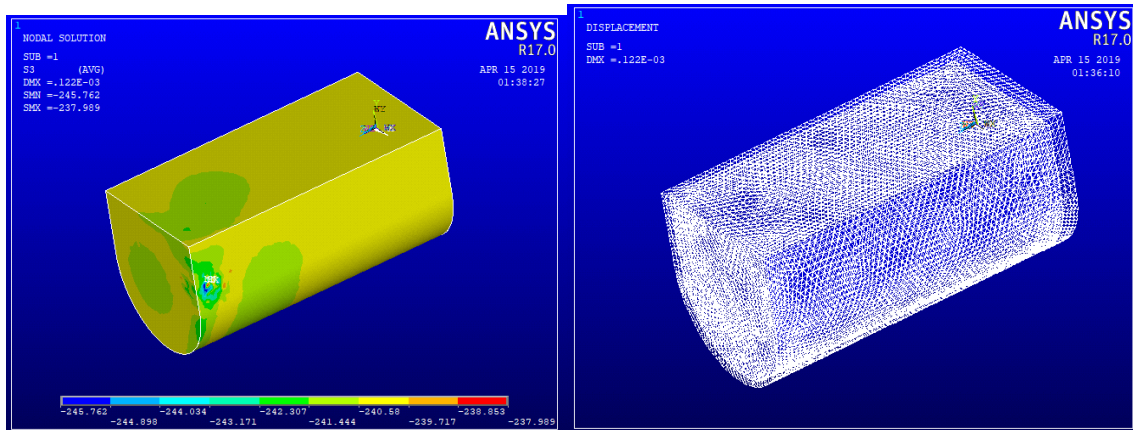 1
NODAL SOLUTION
SUB =1
S3 (AVG)
DMX =.122E-03
SMN =-245.762
SMX =-237.989
ANSYS
R17.0
APR 15 2019
01:38:27
MX
-245.762
-244.034
-242.307
-240.58
-238.853
-244.898
-243.171
-241.444
-239.717
-237.989
1
DISPLACEMENT
SUB =1
DMX =.122E-03
ANSYS
R17.0
APR 15 2019
01:36:10